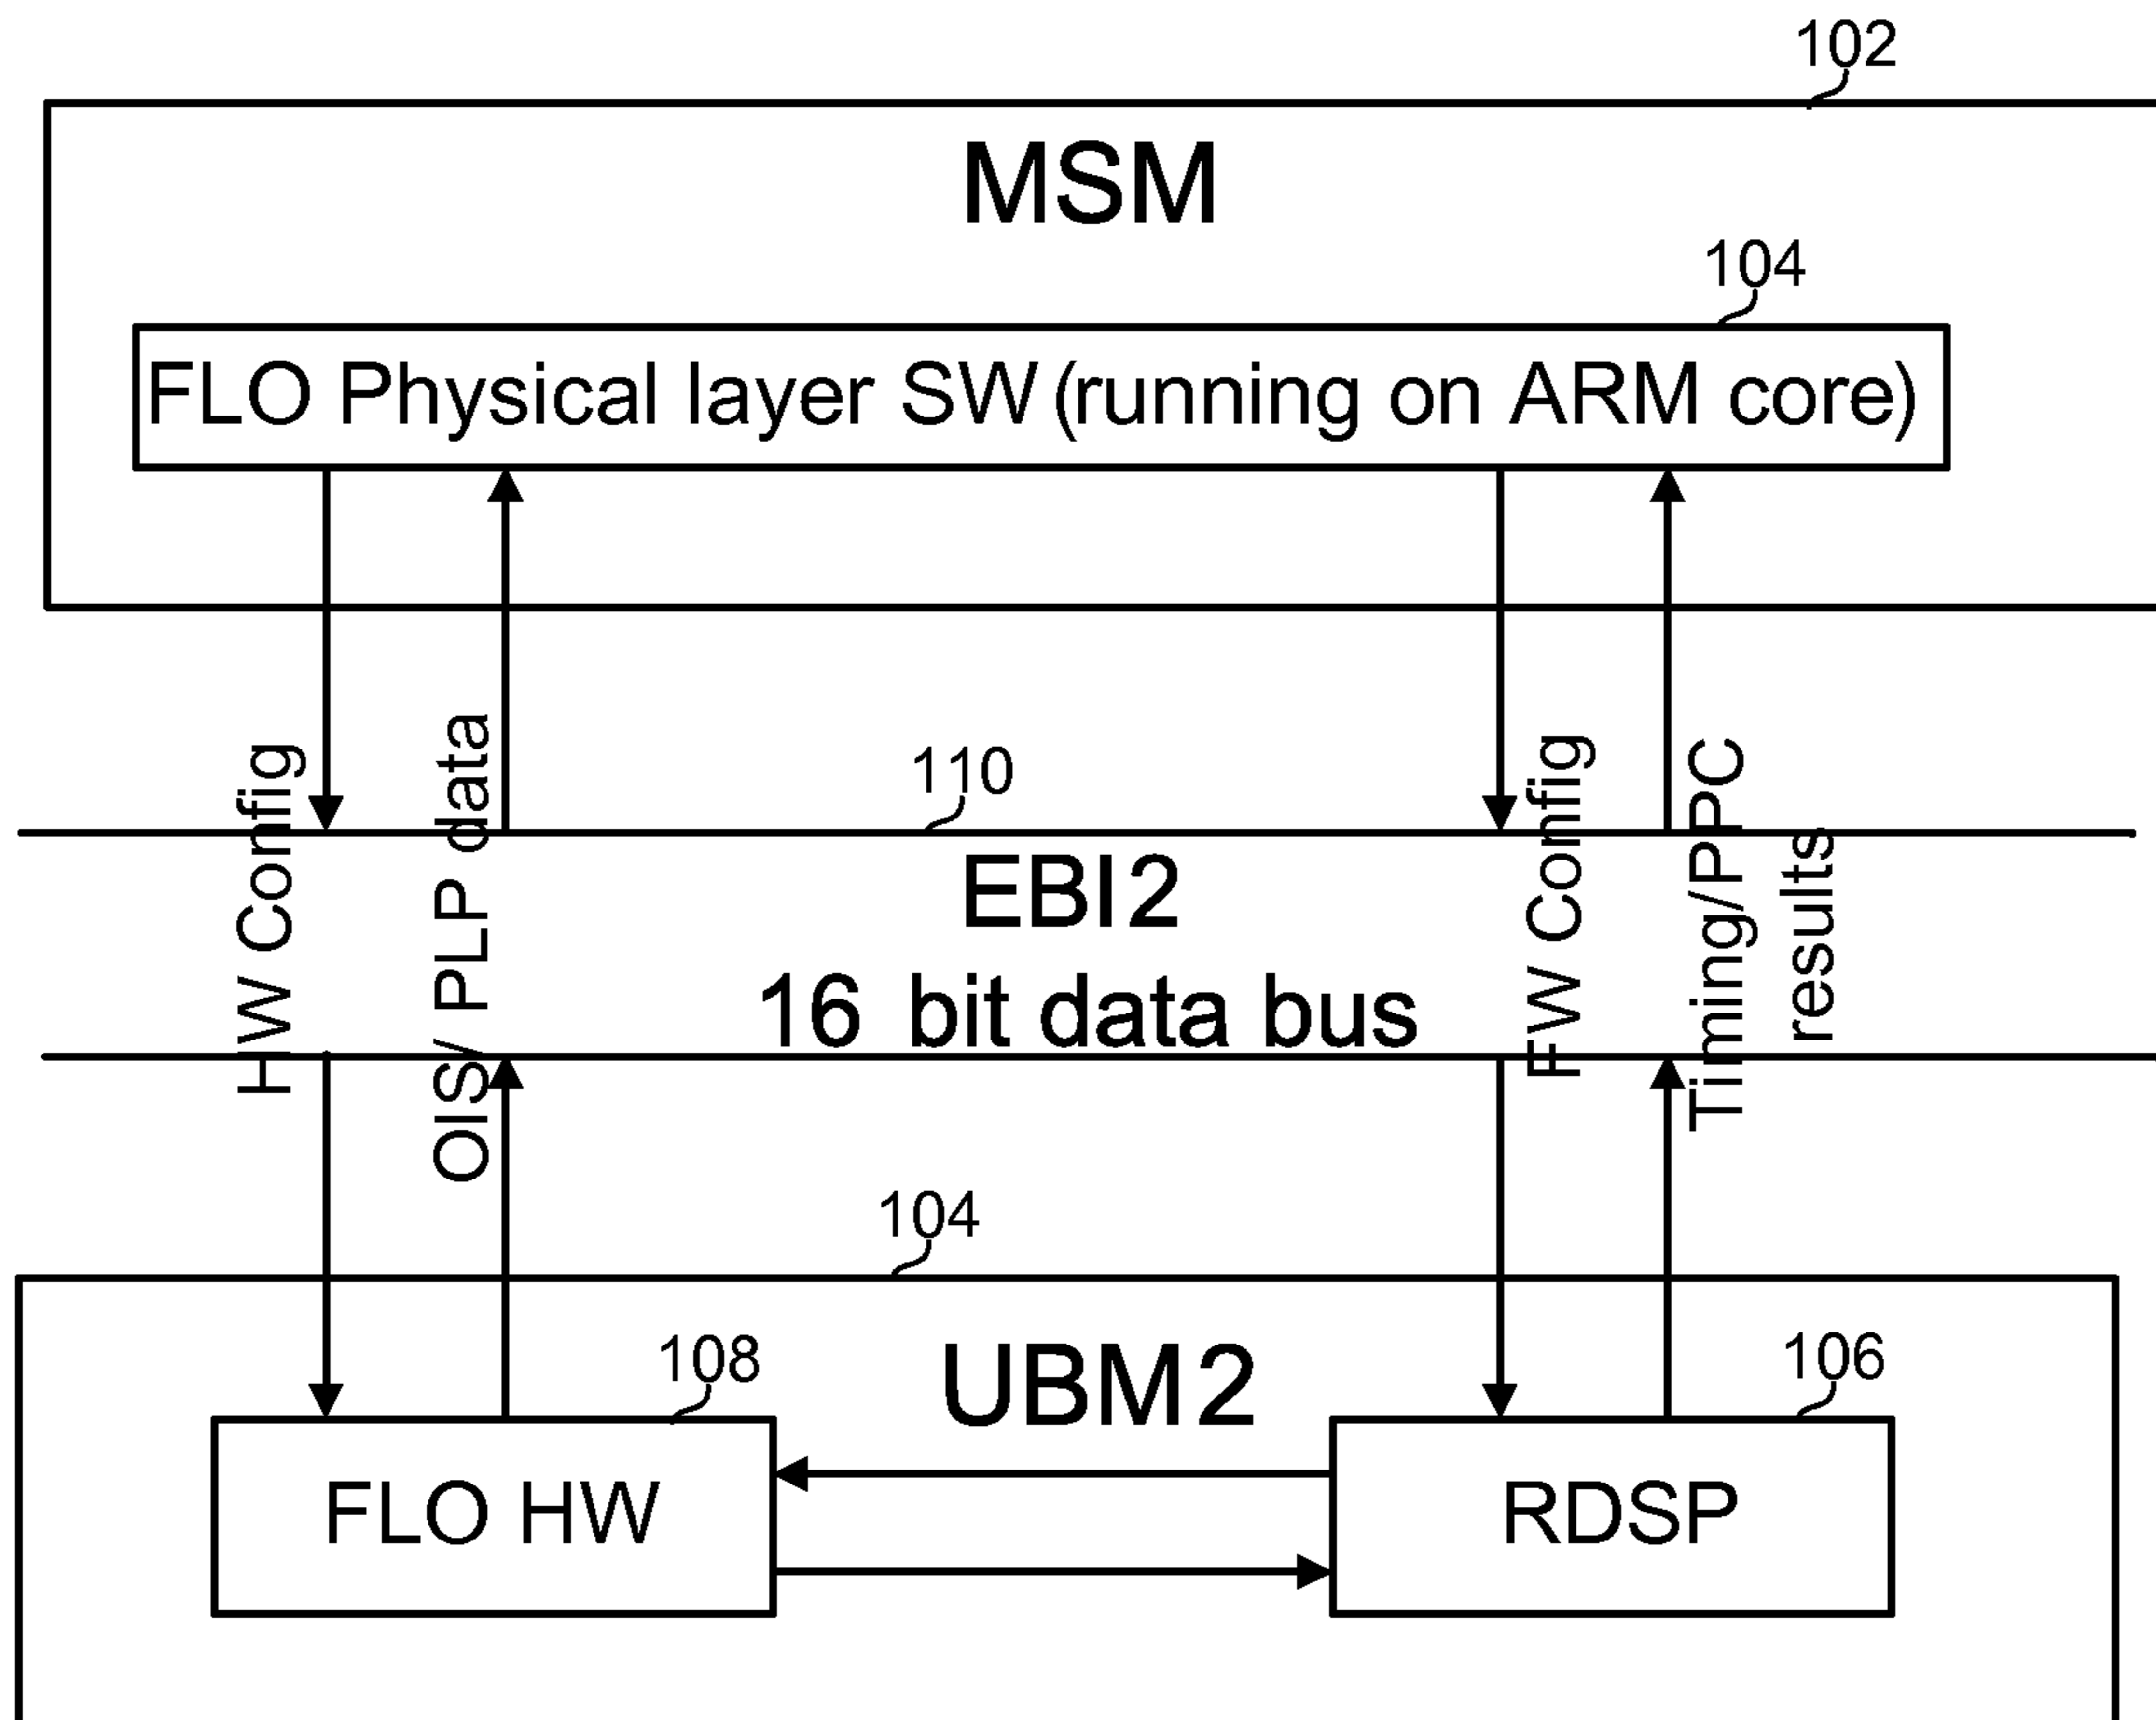 102
MSM
104
FLO Physical layer SW (running on ARM core)
HW Config
OIS/ PLP data
110
EBI2
16 bit data bus
FW Config
Timing/PPC
results
104
UBM2
108
106
FLO HW
RDSP